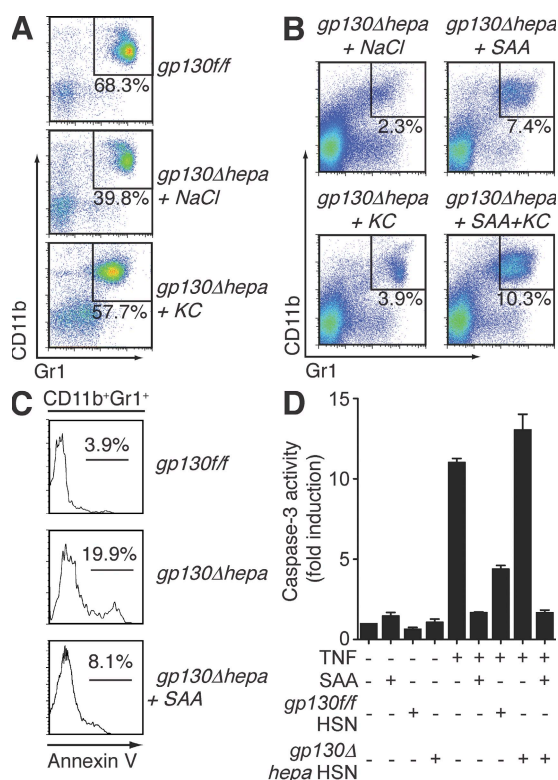 A
gp130f/f
68.3%
gp130Δhepa
+ NaCl
39.8%
gp130Δhepa
+ KC
57.7%
CD11b
Gr1
B
gp130Δhepa
+ NaCl
gp130Δhepa
+ SAA
2.3%
7.4%
gp130Δhepa
+ KC
gp130Δhepa
+ SAA+KC
3.9%
10.3%
CD11b
Gr1
C
CD11b⁺Gr1⁺
3.9%
gp130f/f
19.9%
gp130Δhepa
8.1%
gp130Δhepa
+ SAA
Annexin V
D
Caspase-3 activity
(fold induction)
15
10
5
0
TNF - - - - + + + + +
SAA - + - - - + - - +
gp130f/f
HSN - - + - - - + - -
gp130Δ
hepa HSN - - - + - - - + +